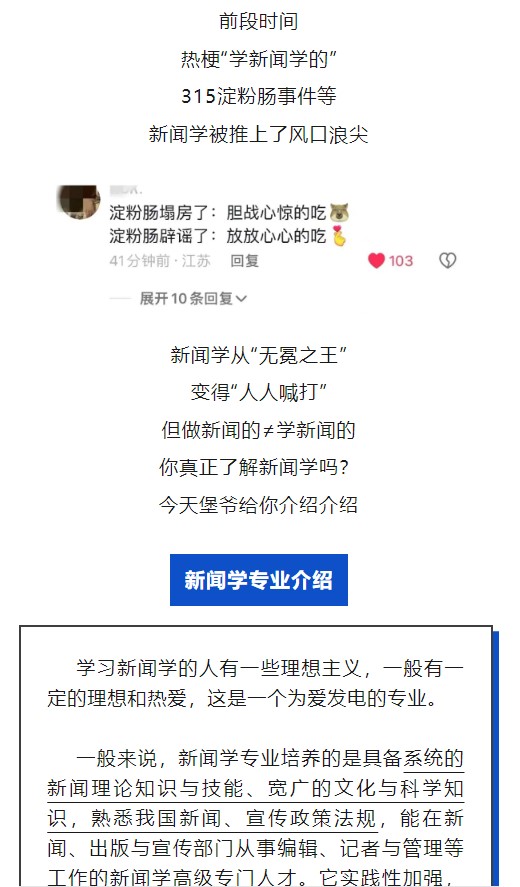 前段时间
热梗“学新闻学的”
315淀粉肠事件等
新闻学被推上了风口浪尖
淀粉肠塌房了：胆战心惊的吃
淀粉肠辟谣了：放放心心的吃
41分钟前·江苏 回复 103
展开10条回复
新闻学从“无冕之王”
变得“人人喊打”
但做新闻的≠学新闻的
你真正了解新闻学吗？
今天堡爷给你介绍介绍
新闻学专业介绍
学习新闻学的人有一些理想主义，一般有一
定的理想和热爱，这是一个为爱发电的专业。
一般来说，新闻学专业培养的是具备系统的
新闻理论知识与技能、宽广的文化与科学知
识，熟悉我国新闻、宣传政策法规，能在新
闻、出版与宣传部门从事编辑、记者与管理等
工作的新闻学高级专门人才。它实践性加强，